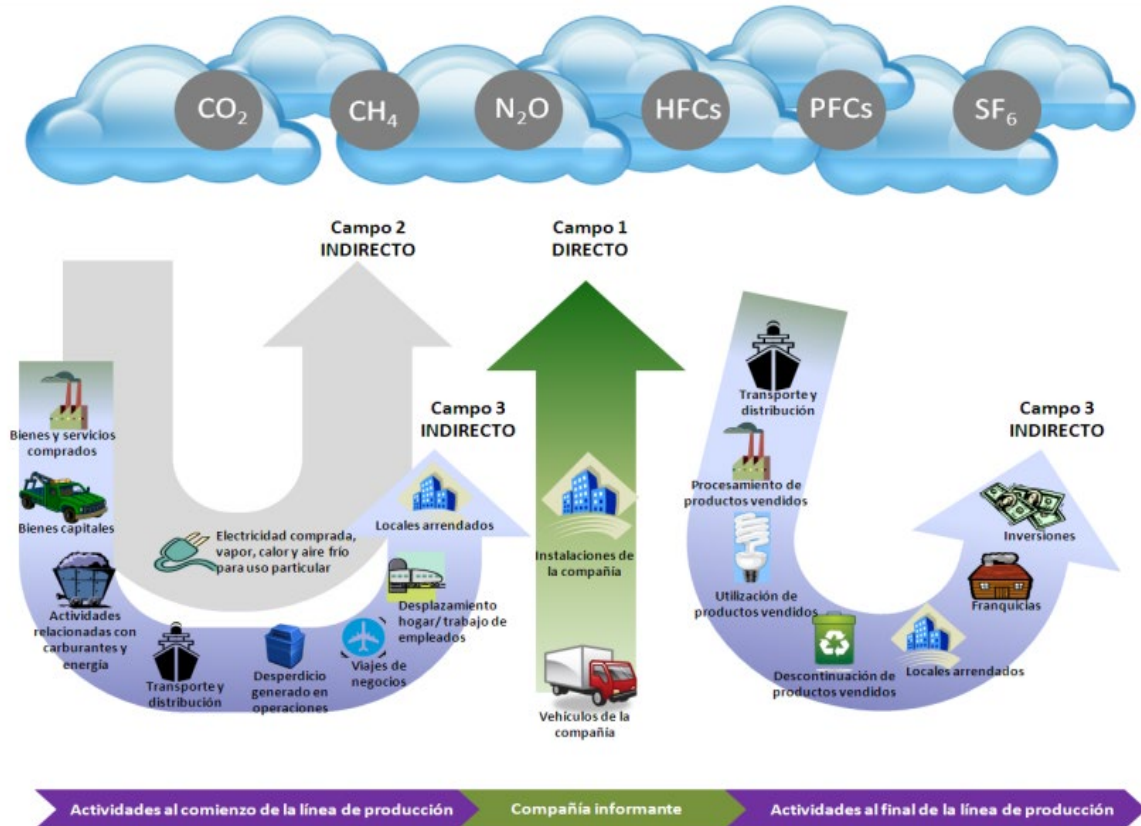 CO₂
CH₄
N₂O
HFCs
PFCs
SF₆
Campo 2
INDIRECTO
Campo 1
DIRECTO
Bienes y servicios
comprados
Bienes capitales
Actividades
relacionadas con
carburantes y
energía
Transporte y
distribución
Desperdicio
generado en
operaciones
Viajes de
negocios
Desplazamiento
hogar/ trabajo de
empleados
Locales arrendados
Campo 3
INDIRECTO
Electricidad comprada,
vapor, calor y aire frío
para uso particular
Instalaciones de
la compañía
Vehículos de la
compañía
Transporte y
distribución
Procesamiento de
productos vendidos
Utilización de
productos vendidos
Descontinuación de
productos vendidos
Locales arrendados
Franquicias
Inversiones
Campo 3
INDIRECTO
Actividades al comienzo de la línea de producción
Compañía informante
Actividades al final de la línea de producción